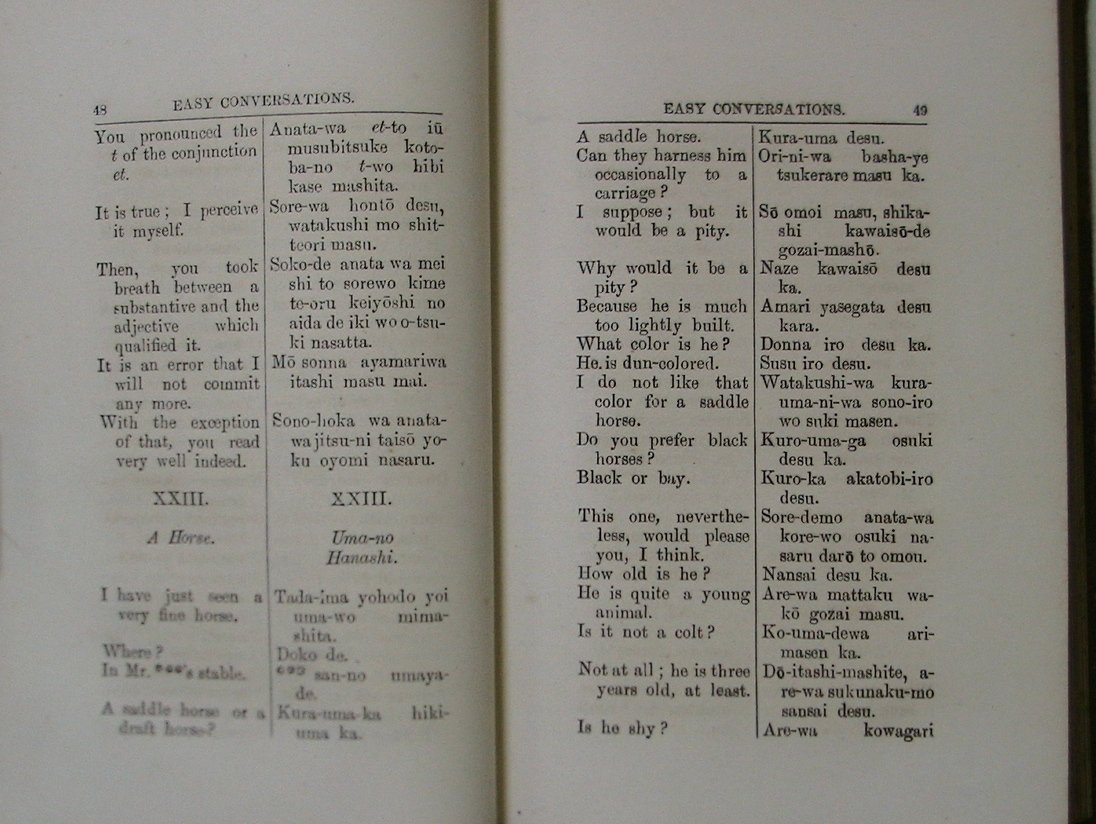 48
EASY CONVERSATIONS.
You pronounced the
t of the conjunction
et.
It is true ; I perceive
it myself.
Then, you took
breath between a
substantive and the
adjective which
qualified it.
It is an error that I
will not commit
any more.
With the exception
of that, you read
very well indeed.
XXIII.
A Horse.
I have just seen a
very fine horse.
Where ?
In Mr. ***'s stable.
A saddle horse or a
draft horse ?
Anata-wa et-to iū
musubitsuke koto-
ba-no t-wo hibi
kase mashita.
Sore-wa hontō desu,
watakushi mo shit-
teori masu.
Soko-de anata wa mei
shi to sorewo kime
te-oru keiyōshi no
aida de iki wo o-tsu-
ki nasatta.
Mō sonna ayamariwa
itashi masu mai.
Sono-hoka wa anata-
wa jitsu-ni taisō yo-
ku oyomi nasaru.
XXIII.
Uma-no
Hanashi.
Tada-ima yohodo yoi
uma-wo mima-
shita.
Doko de.
*** san-no umaya-
de.
Kura-uma-ka hiki-
uma ka.
EASY CONVERSATIONS.
49
A saddle horse.
Can they harness him
occasionally to a
carriage ?
I suppose ; but it
would be a pity.
Why would it be a
pity ?
Because he is much
too lightly built.
What color is he ?
He is dun-colored.
I do not like that
color for a saddle
horse.
Do you prefer black
horses ?
Black or bay.
This one, neverthe-
less, would please
you, I think.
How old is he ?
He is quite a young
animal.
Is it not a colt ?
Not at all ; he is three
years old, at least.
Is he shy ?
Kura-uma desu.
Ori-ni-wa basha-ye
tsukerare masu ka.
Sō omoi masu, shika-
shi kawaisō-de
gozai-mashō.
Naze kawaisō desu
ka.
Amari yasegata desu
kara.
Donna iro desu ka.
Susu iro desu.
Watakushi-wa kura-
uma-ni-wa sono-iro
wo suki masen.
Kuro-uma-ga osuki
desu ka.
Kuro-ka akatobi-iro
desu.
Sore-demo anata-wa
kore-wo osuki na-
saru darō to omou.
Nansai desu ka.
Are-wa mattaku wa-
kō gozai masu.
Ko-uma-dewa ari-
masen ka.
Dō-itashi-mashite, a-
re-wa sukunaku-mo
sansai desu.
Are-wa kowagari